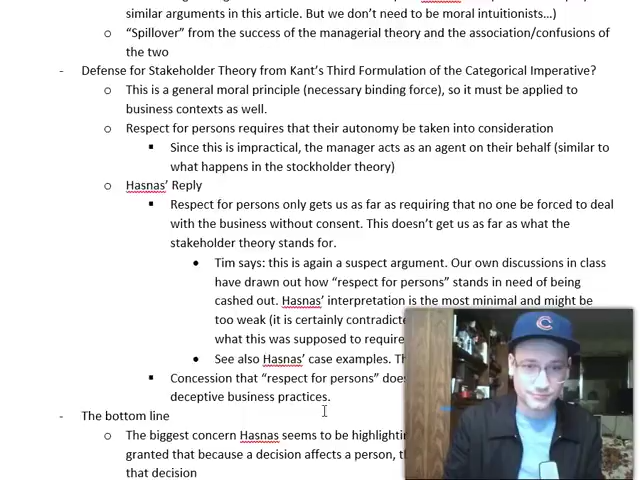 similar arguments in this article. But we don't need to be moral intuitionists…)
o "Spillover" from the success of the managerial theory and the association/confusions of
the two
- Defense for Stakeholder Theory from Kant's Third Formulation of the Categorical Imperative?
o This is a general moral principle (necessary binding force), so it must be applied to
business contexts as well.
o Respect for persons requires that their autonomy be taken into consideration
▪ Since this is impractical, the manager acts as an agent on their behalf (similar to
what happens in the stockholder theory)
o Hasnas' Reply
▪ Respect for persons only gets us as far as requiring that no one be forced to deal
with the business without consent. This doesn't get us as far as what the
stakeholder theory stands for.
• Tim says: this is again a suspect argument. Our own discussions in class
have drawn out how "respect for persons" stands in need of being
cashed out. Hasnas' interpretation is the most minimal and might be
too weak (it is certainly
what this was supposed to
• See also Hasnas' case examples.
▪ Concession that "respect for persons"
deceptive business practices.
- The bottom line
o The biggest concern Hasnas seems to be
granted that because a decision affects a person,
that decision
C